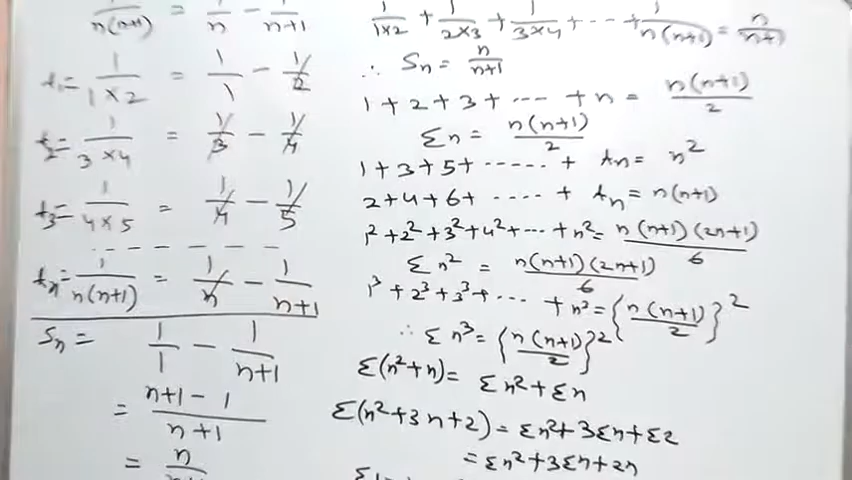 1/n(n+1) = 1/n - 1/n+1
t₁= 1/1×2 = 1/1 - 1/2
t₂= 1/3×4 = 1/3 - 1/4
t₃= 1/4×5 = 1/4 - 1/5
- - - - - - - -
tn= 1/n(n+1) = 1/n - 1/n+1
Sn = 1/1 - 1/n+1
= n+1-1/n+1
= n/
1/1×2 + 1/2×3 + 1/3×4 + ... + 1/n(n+1) = n/n+1
∴ Sn = n/n+1
1+2+3+ ---- +n = n(n+1)/2
Σn = n(n+1)/2
1+3+5+ ...... + tn = n²
2+4+6+ ..... + tn = n(n+1)
1²+2²+3²+4²+...+n²= n(n+1)(2n+1)/6
Σn² = n(n+1)(2n+1)/6
1³+2³+3³+... +n³={n(n+1)/2}²
∴ Σn³={n(n+1)/2}²
Σ(n²+n)= Σn²+Σn
Σ(n²+3n+2)= Σn²+3Σn+Σ2
=Σn²+3Σn+2n